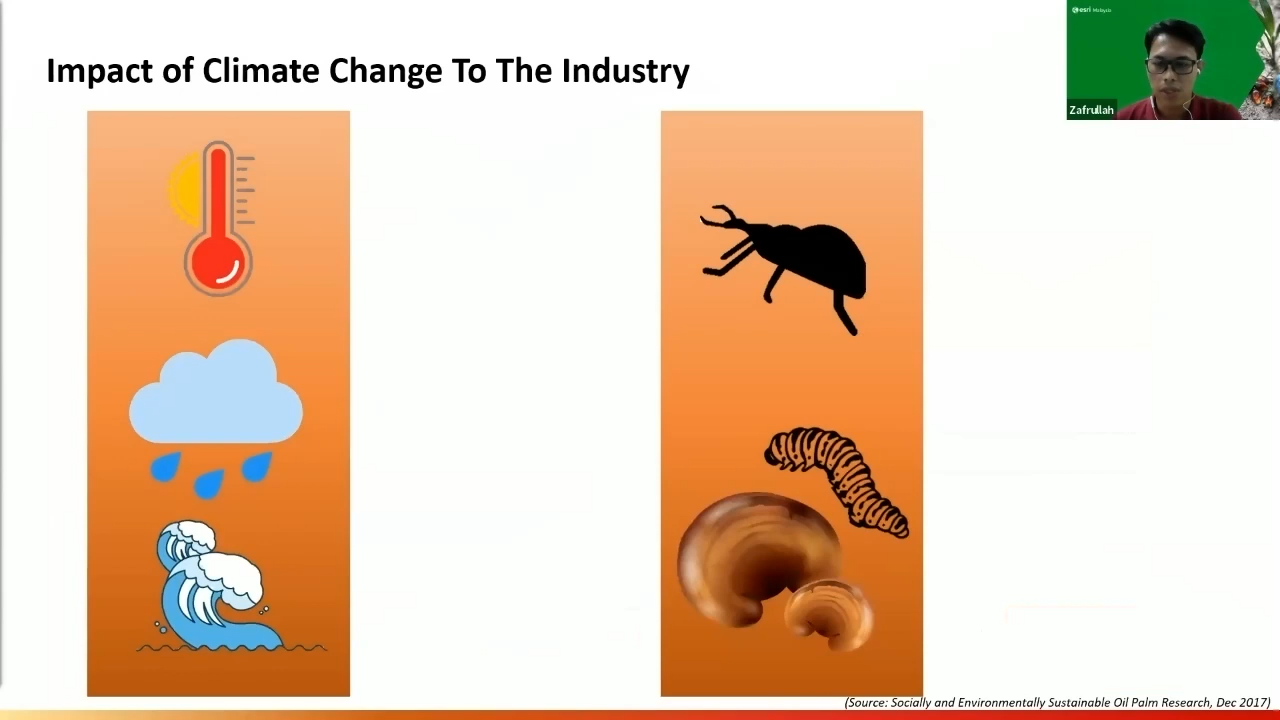 Impact of Climate Change To The Industry
esri Malaysia
Zafrullah
(Source: Socially and Environmentally Sustainable Oil Palm Research, Dec 2017)